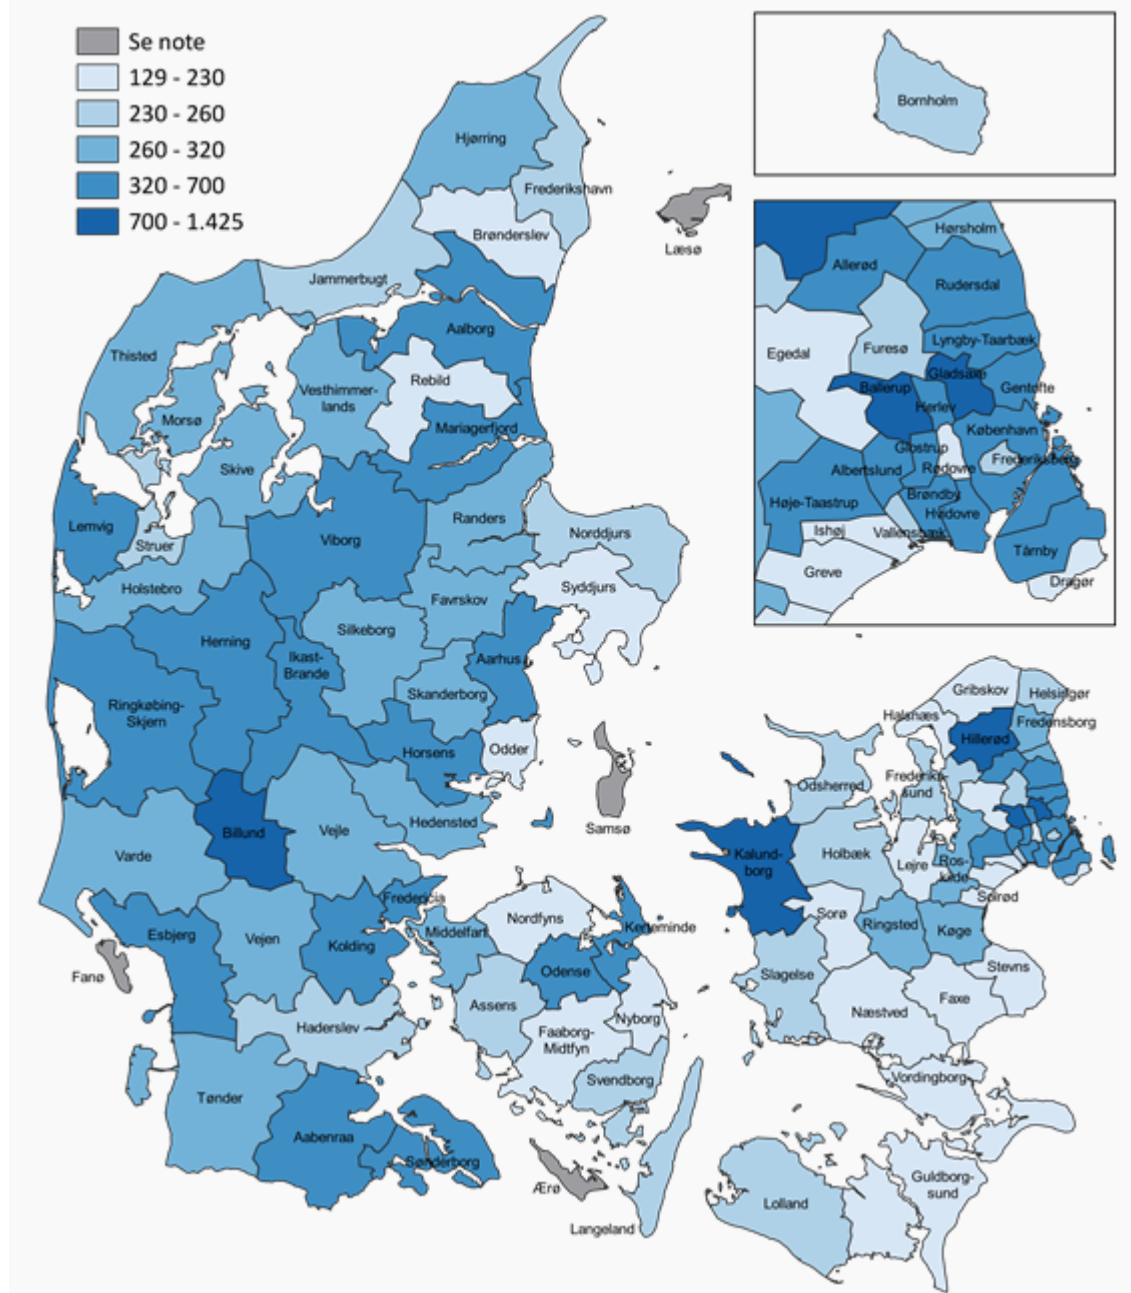 Se note
129 - 230
230 - 260
260 - 320
320 - 700
700 - 1.425
Bornholm
Hjørring
Frederikshavn
Brønderslev
Læsø
Jammerbugt
Aalborg
Thisted
Rebild
Vesthimmer-
lands
Morsø
Mariagerfjord
Skive
Lemvig
Struer
Viborg
Randers
Norddjurs
Holstebro
Favrskov
Syddjurs
Silkeborg
Herning
Ikast-
Brande
Aarhus
Skanderborg
Ringkøbing-
Skjern
Horsens
Odder
Samsø
Hedensted
Billund
Vejle
Varde
Fredericia
Esbjerg
Vejen
Kolding
Fanø
Haderslev
Tønder
Aabenraa
Sønderborg
Nordfyns
Middelfart
Kerteminde
Odense
Assens
Nyborg
Faaborg-
Midtfyn
Svendborg
Ærø
Langeland
Hørsholm
Allerød
Rudersdal
Egedal
Furesø
Lyngby-Taarbæk
Gladsaxe
Ballerup
Gentofte
Herlev
København
Glostrup
Frederiksberg
Albertslund
Rødovre
Høje-Taastrup
Brøndby
Hvidovre
Ishøj
Vallensbæk
Tårnby
Greve
Dragør
Gribskov
Helsingør
Halsnæs
Fredensborg
Hillerød
Odsherred
Frederiks-
sund
Kalund-
borg
Holbæk
Lejre
Ros-
kilde
Solrød
Sorø
Ringsted
Køge
Slagelse
Stevns
Faxe
Næstved
Vordingborg
Guldborg-
sund
Lolland